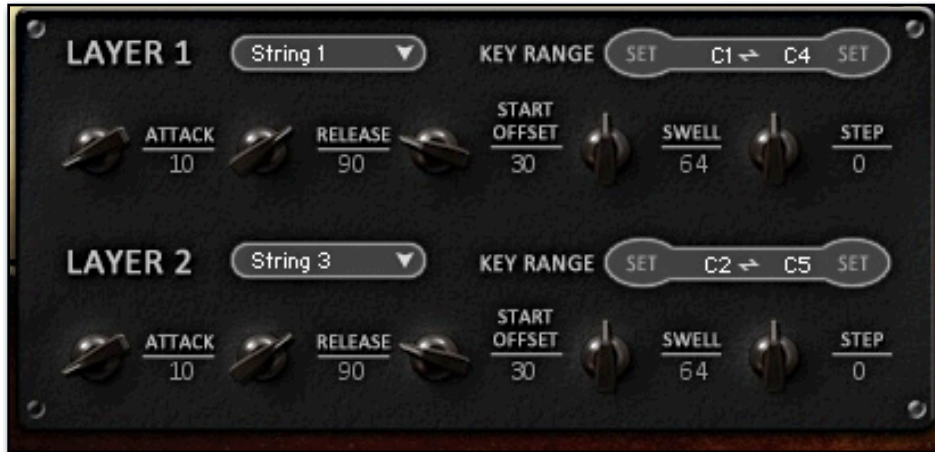 LAYER 1 String 1 KEY RANGE SET C1 ⇌ C4 SET
ATTACK 10 RELEASE 90 START OFFSET 30 SWELL 64 STEP 0
LAYER 2 String 3 KEY RANGE SET C2 ⇌ C5 SET
ATTACK 10 RELEASE 90 START OFFSET 30 SWELL 64 STEP 0